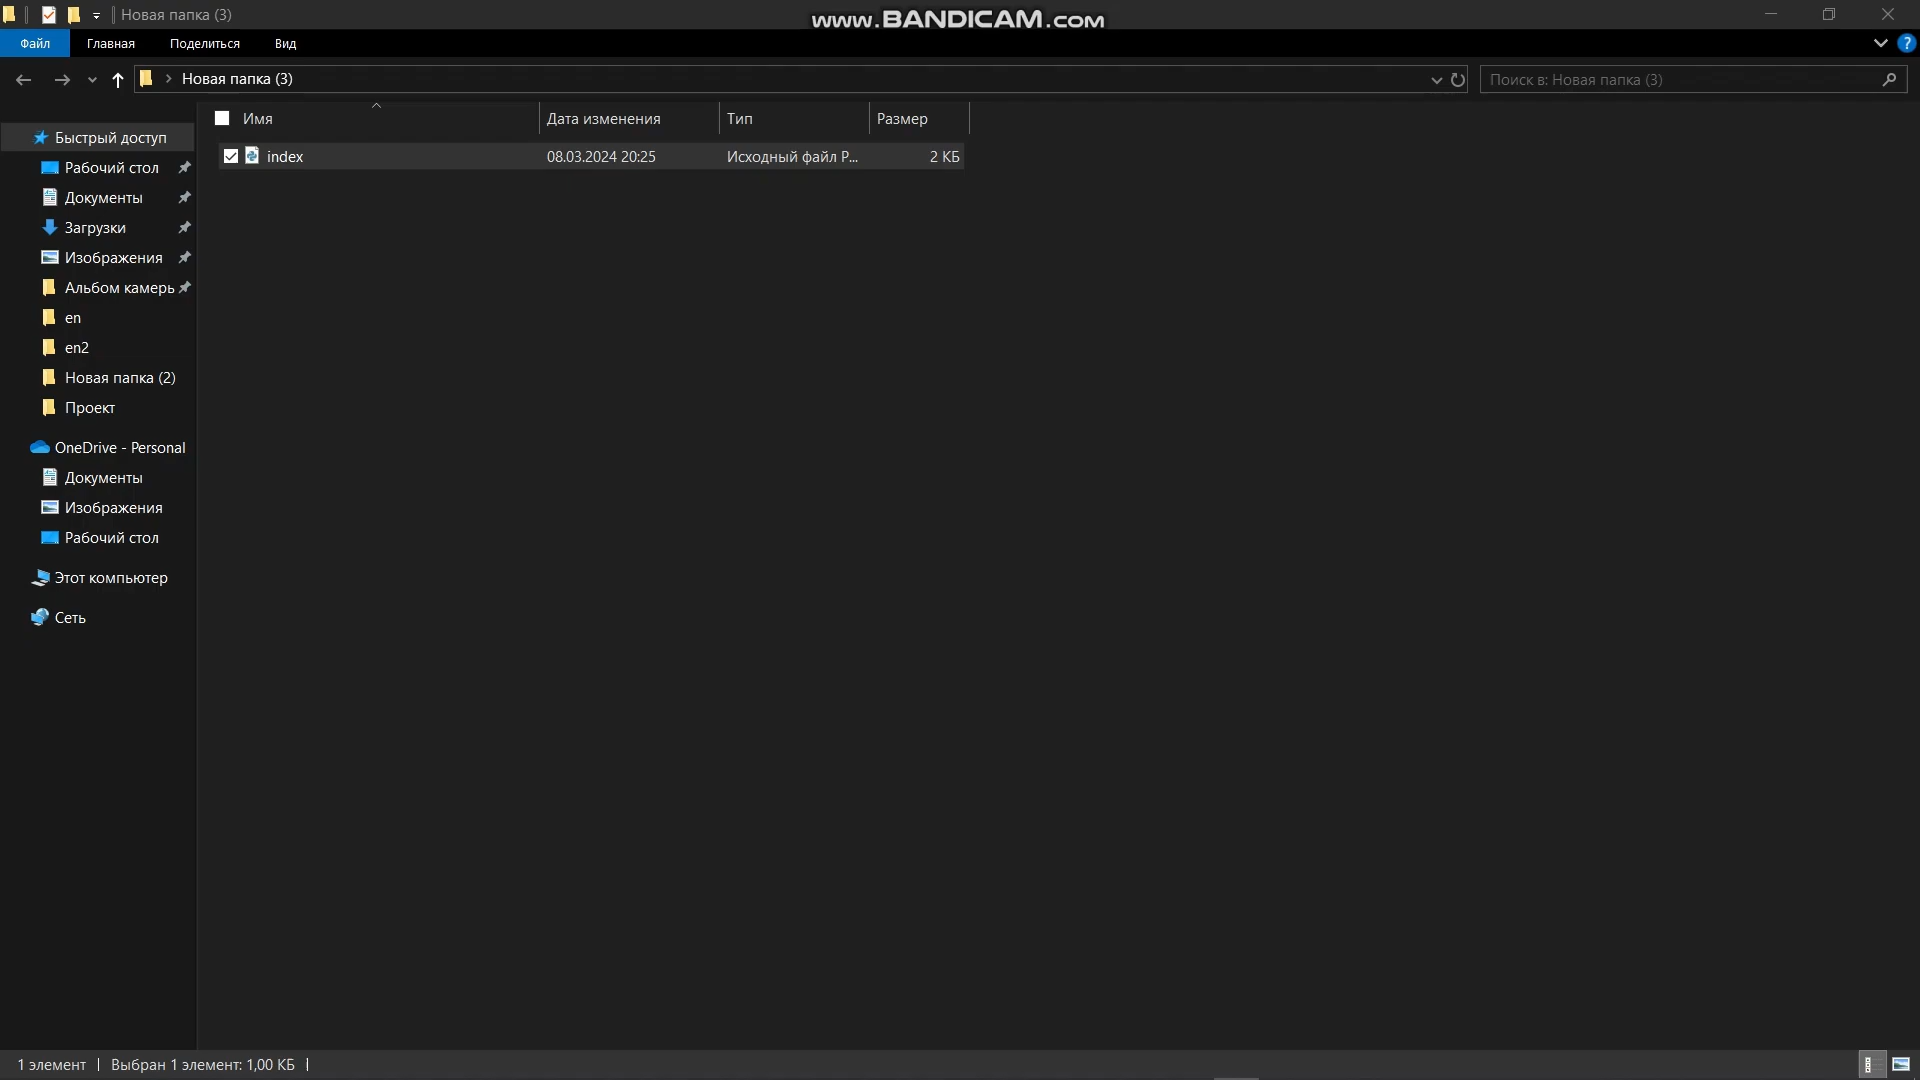 Новая папка (3)
www.BANDICAM.com
Файл
Главная
Поделиться
Вид
?
Новая папка (3)
Поиск в: Новая папка (3)
Имя
Дата изменения
Тип
Размер
index
08.03.2024 20:25
Исходный файл P...
2 КБ
Быстрый доступ
Рабочий стол
Документы
Загрузки
Изображения
Альбом камеры
en
en2
Новая папка (2)
Проект
OneDrive - Personal
Документы
Изображения
Рабочий стол
Этот компьютер
Сеть
1 элемент
Выбран 1 элемент: 1,00 КБ